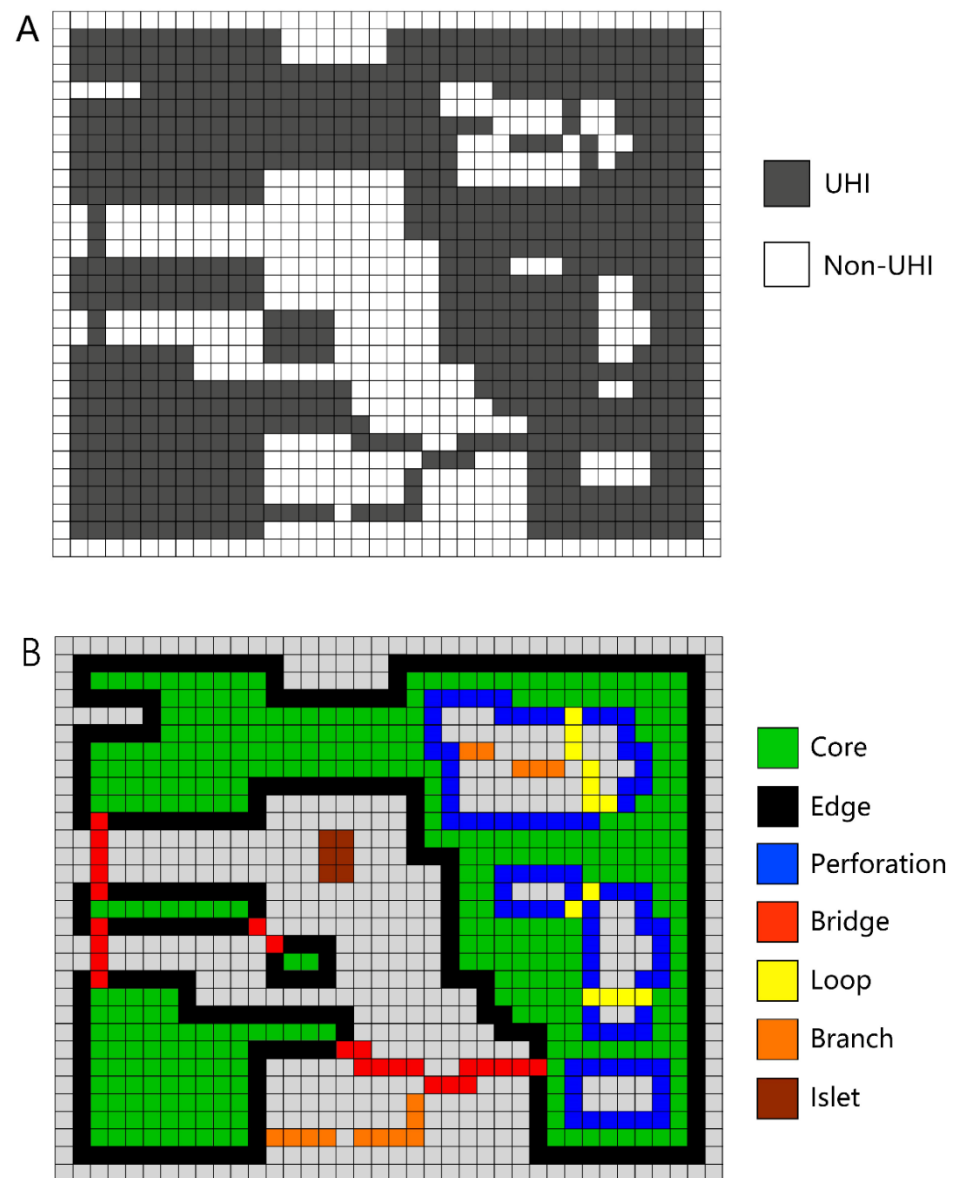 A
UHI
Non-UHI
B
Core
Edge
Perforation
Bridge
Loop
Branch
Islet